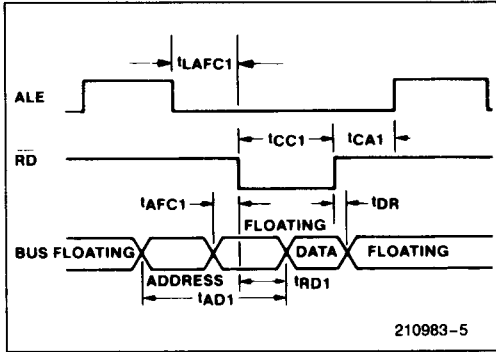 tLAFC1
ALE
tCC1
tCA1
RD
tAFC1
tDR
FLOATING
BUS FLOATING
DATA
FLOATING
ADDRESS
tRD1
tAD1
210983-5